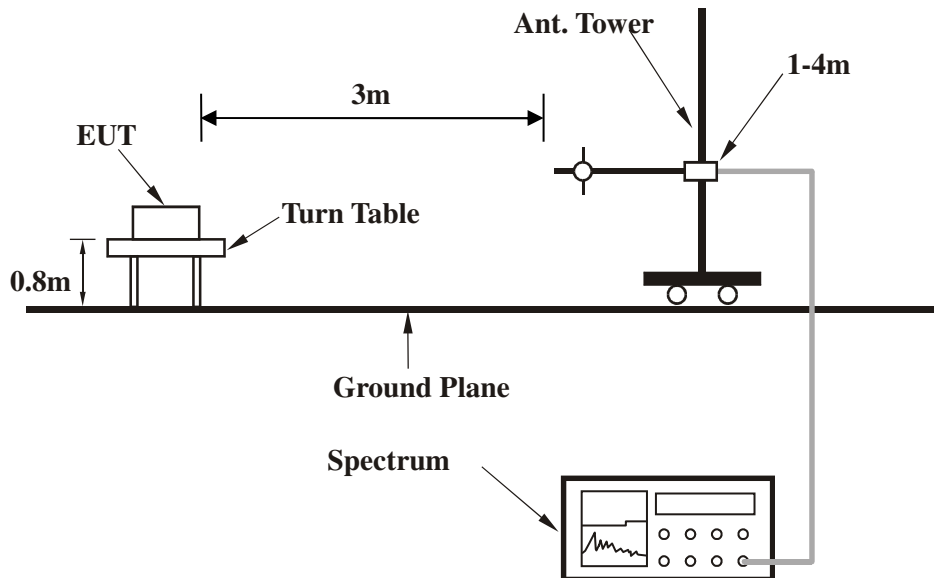 Ant. Tower
1-4m
3m
EUT
Turn Table
0.8m
Ground Plane
Spectrum